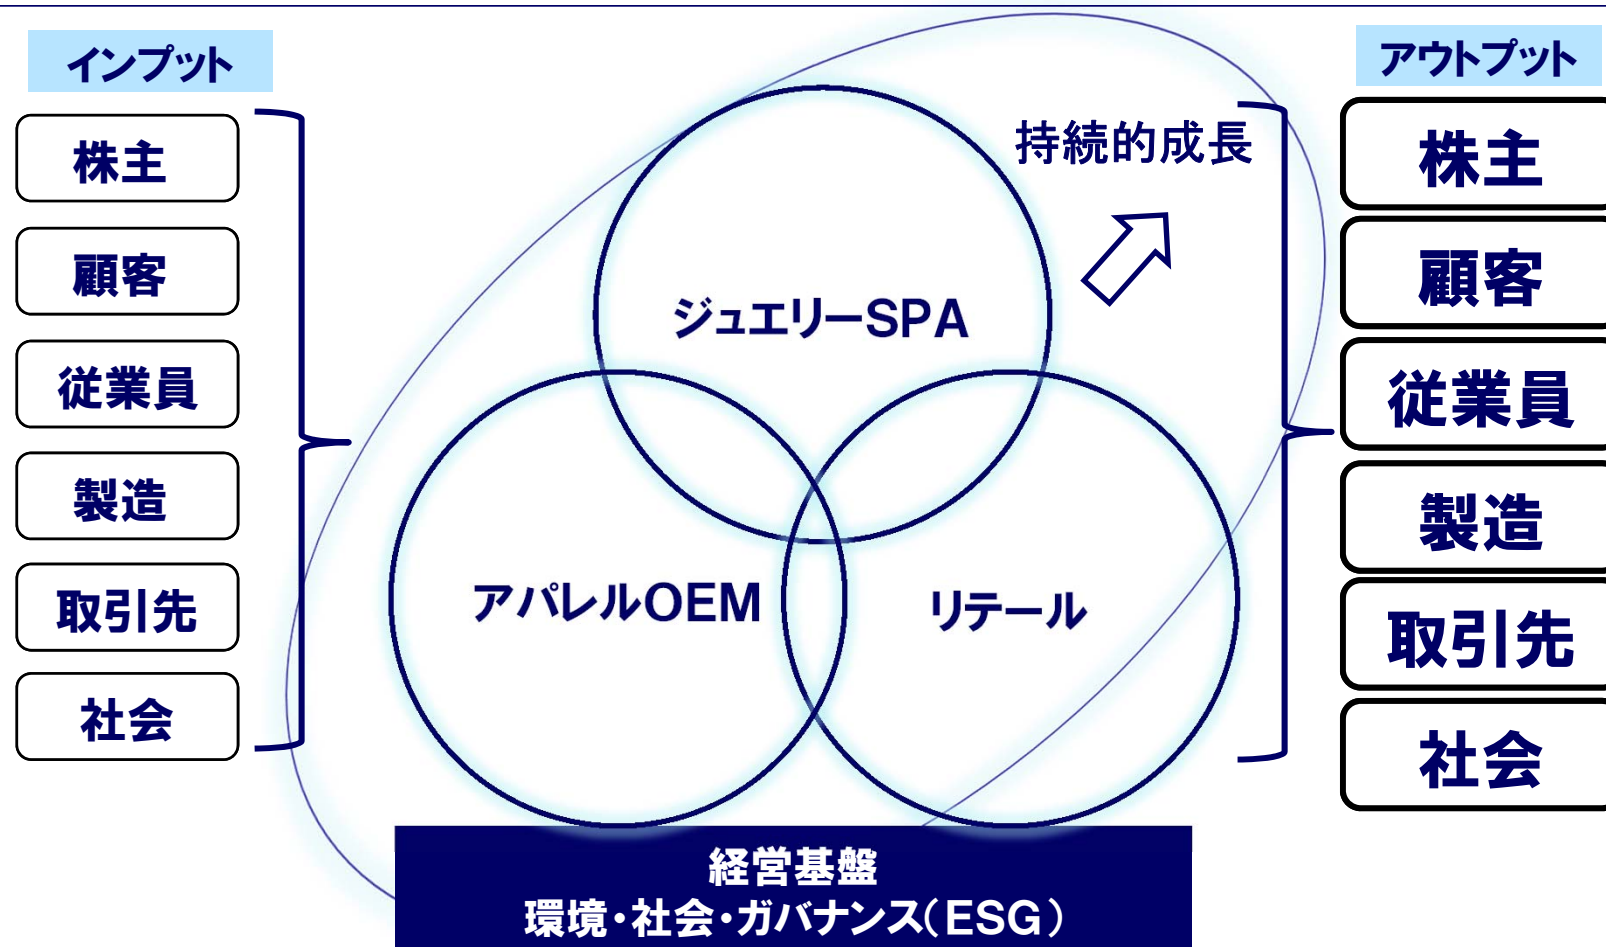 インプット
株主
顧客
従業員
製造
取引先
社会
持続的成長
ジュエリーSPA
アパレルOEM
リテール
経営基盤
環境・社会・ガバナンス(ESG)
アウトプット
株主
顧客
従業員
製造
取引先
社会